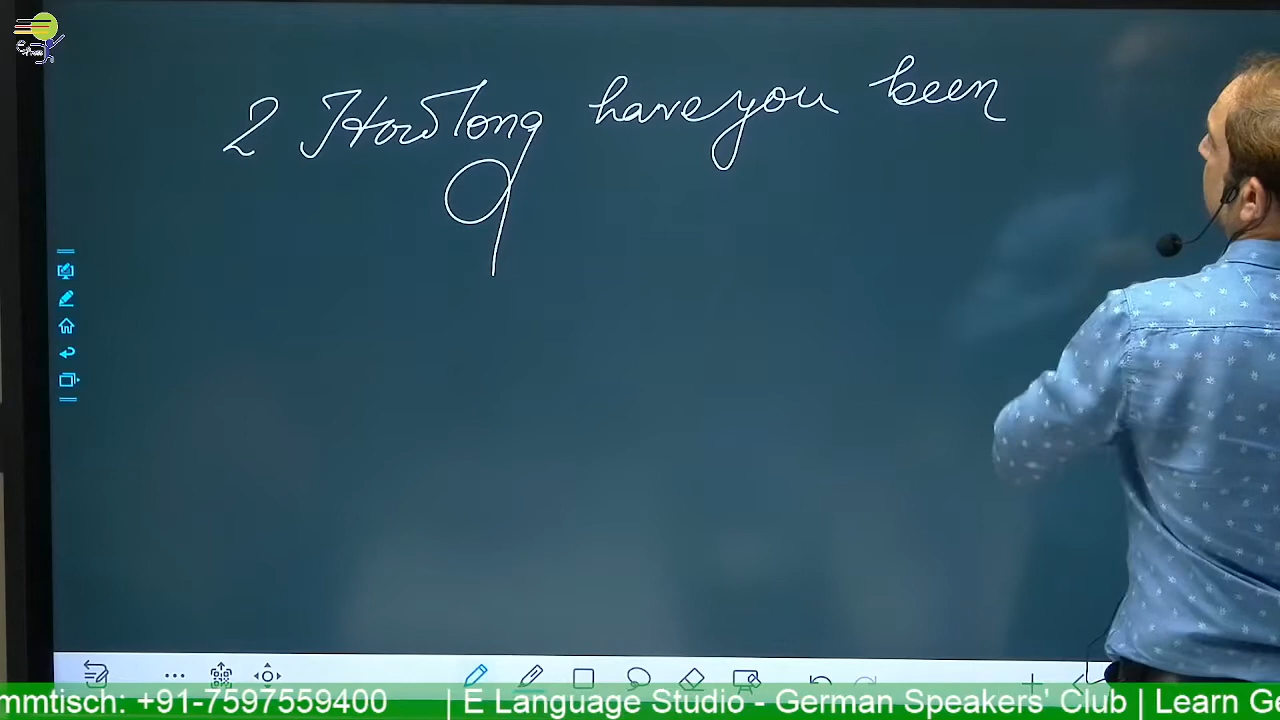 2 How long have you been
mmtisch: +91-7597559400 | E Language Studio - German Speakers' Club | Learn Ge